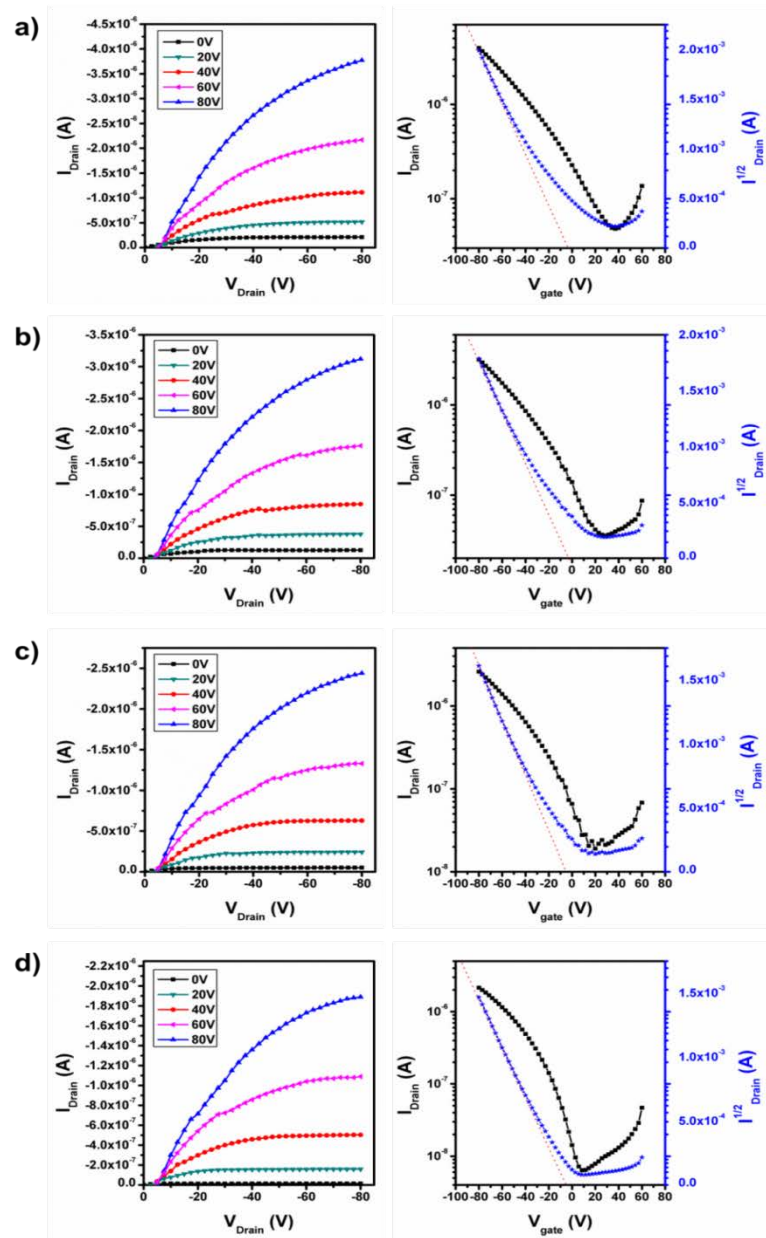 a)
0V
20V
40V
60V
80V
-4.5x10⁻⁶
-4.0x10⁻⁶
-3.5x10⁻⁶
-3.0x10⁻⁶
-2.5x10⁻⁶
-2.0x10⁻⁶
-1.5x10⁻⁶
-1.0x10⁻⁶
-5.0x10⁻⁷
0.0
I_Drain (A)
0 -20 -40 -60 -80
V_Drain (V)
10⁻⁶
10⁻⁷
I_Drain (A)
-100 -80 -60 -40 -20 0 20 40 60 80
V_gate (V)
2.0x10⁻³
1.5x10⁻³
1.0x10⁻³
5.0x10⁻⁴
0.0
I^1/2_Drain (A)
b)
0V
20V
40V
60V
80V
-3.5x10⁻⁶
-3.0x10⁻⁶
-2.5x10⁻⁶
-2.0x10⁻⁶
-1.5x10⁻⁶
-1.0x10⁻⁶
-5.0x10⁻⁷
0.0
I_Drain (A)
0 -20 -40 -60 -80
V_Drain (V)
10⁻⁶
10⁻⁷
I_Drain (A)
-100 -80 -60 -40 -20 0 20 40 60 80
V_gate (V)
2.0x10⁻³
1.5x10⁻³
1.0x10⁻³
5.0x10⁻⁴
0.0
I^1/2_Drain (A)
c)
0V
20V
40V
60V
80V
-2.5x10⁻⁶
-2.0x10⁻⁶
-1.5x10⁻⁶
-1.0x10⁻⁶
-5.0x10⁻⁷
0.0
I_Drain (A)
0 -20 -40 -60 -80
V_Drain (V)
10⁻⁶
10⁻⁷
10⁻⁸
I_Drain (A)
-100 -80 -60 -40 -20 0 20 40 60 80
V_gate (V)
1.5x10⁻³
1.0x10⁻³
5.0x10⁻⁴
0.0
I^1/2_Drain (A)
d)
0V
20V
40V
60V
80V
-2.2x10⁻⁶
-2.0x10⁻⁶
-1.8x10⁻⁶
-1.6x10⁻⁶
-1.4x10⁻⁶
-1.2x10⁻⁶
-1.0x10⁻⁶
-8.0x10⁻⁷
-6.0x10⁻⁷
-4.0x10⁻⁷
-2.0x10⁻⁷
0.0
I_Drain (A)
0 -20 -40 -60 -80
V_Drain (V)
10⁻⁶
10⁻⁷
10⁻⁸
I_Drain (A)
-100 -80 -60 -40 -20 0 20 40 60 80
V_gate (V)
1.5x10⁻³
1.0x10⁻³
5.0x10⁻⁴
0.0
I^1/2_Drain (A)